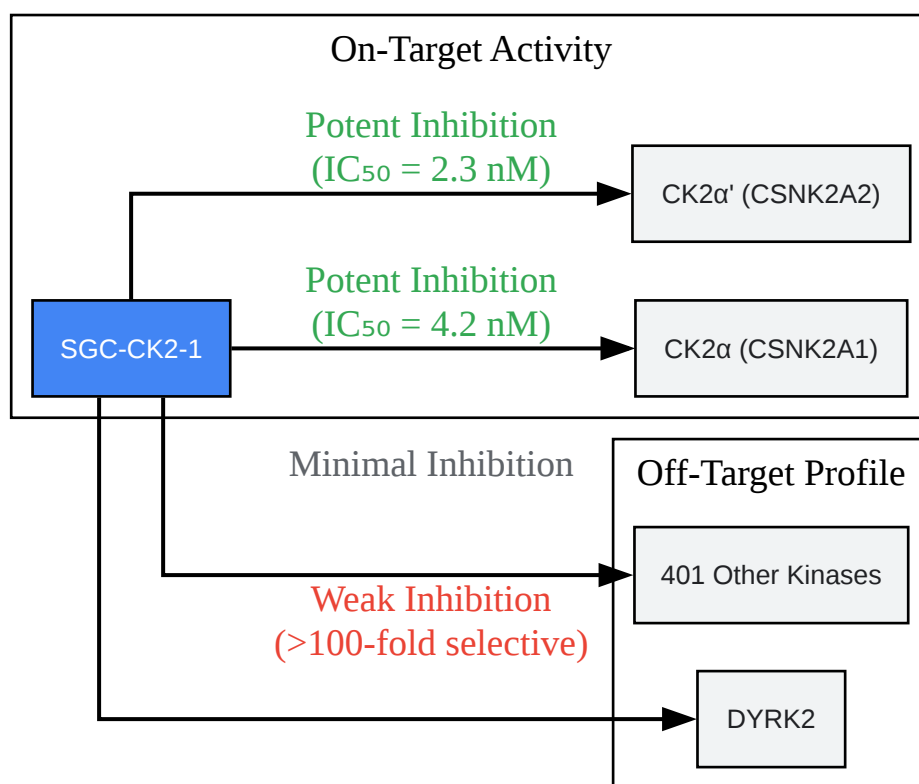 On-Target Activity
Potent Inhibition
(IC₅₀ = 2.3 nM)
CK2α' (CSNK2A2)
Potent Inhibition
(IC₅₀ = 4.2 nM)
SGC-CK2-1
CK2α (CSNK2A1)
Minimal Inhibition
Off-Target Profile
401 Other Kinases
Weak Inhibition
(>100-fold selective)
DYRK2